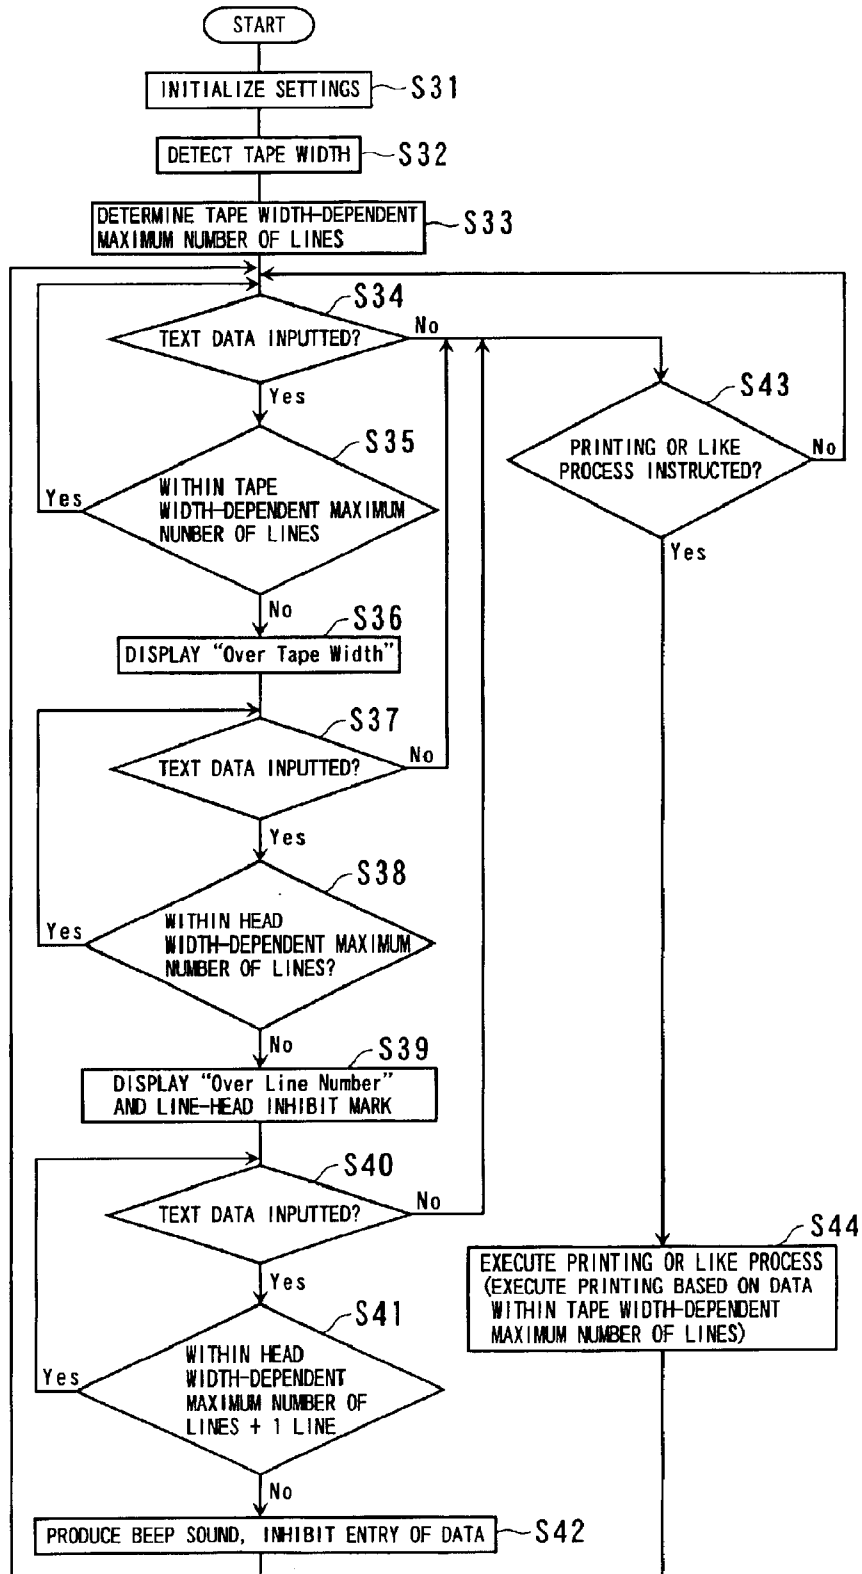 START
INITIALIZE SETTINGS
S31
DETECT TAPE WIDTH
S32
DETERMINE TAPE WIDTH-DEPENDENT
MAXIMUM NUMBER OF LINES
S33
S34
TEXT DATA INPUTTED?
No
Yes
S43
PRINTING OR LIKE
PROCESS INSTRUCTED?
No
Yes
S35
Yes
WITHIN TAPE
WIDTH-DEPENDENT MAXIMUM
NUNBER OF LINES
No
S36
DISPLAY “Over Tape Width”
S37
TEXT DATA INPUTTED?
No
Yes
S38
Yes
WITHIN HEAD
WIDTH-DEPENDENT MAXIMUM
NUMBER OF LINES?
No
S39
DISPLAY “Over Line Number”
AND LINE-HEAD INHIBIT MARK
S40
TEXT DATA INPUTTED?
No
Yes
S44
EXECUTE PRINTING OR LIKE PROCESS
(EXECUTE PRINTING BASED ON DATA
WITHIN TAPE WIDTH-DEPENDENT
MAXIMUM NUMBER OF LINES)
S41
Yes
WITHIN HEAD
WIDTH-DEPENDENT
MAXIMUM NUMBER OF
LINES + 1 LINE
No
PRODUCE BEEP SOUND, INHIBIT ENTRY OF DATA
S42